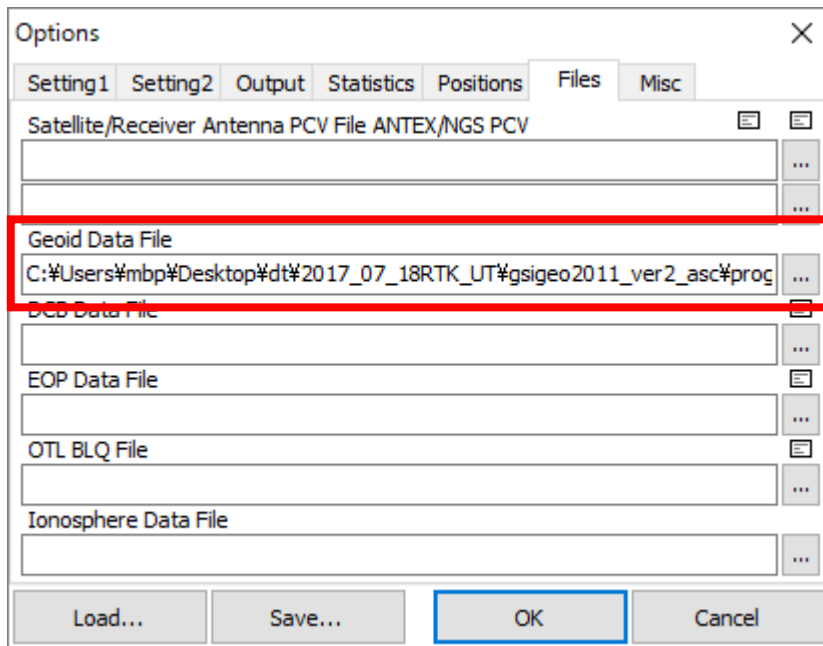 Options
Setting1 Setting2 Output Statistics Positions Files Misc
Satellite/Receiver Antenna PCV File ANTEX/NGS PCV
...
...
Geoid Data File
C:¥Users¥mbp¥Desktop¥dt¥2017_07_18RTK_UT¥gsigeo2011_ver2_asc¥prog ...
DCB Data File
...
EOP Data File
...
OTL BLQ File
...
Ionosphere Data File
...
Load... Save... OK Cancel